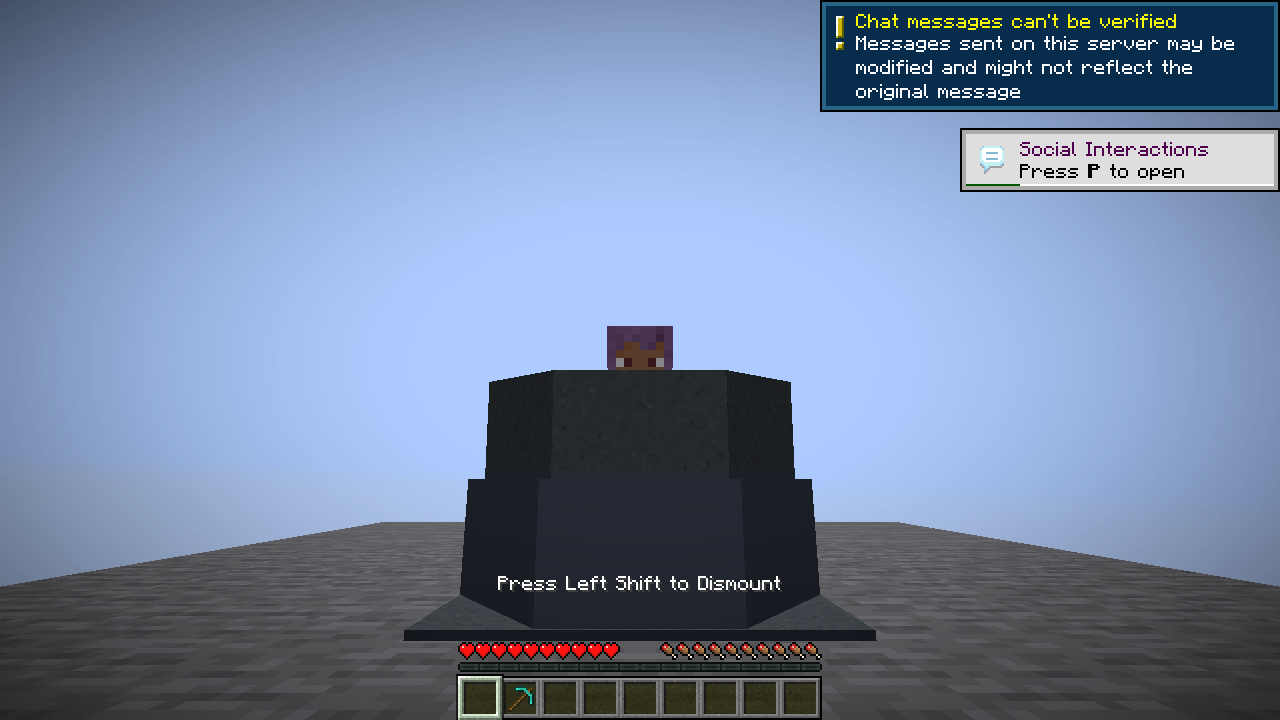 Chat messages can't be verified
Messages sent on this server may be
modified and might not reflect the
original message
Social Interactions
Press P to open
Press Left Shift to Dismount